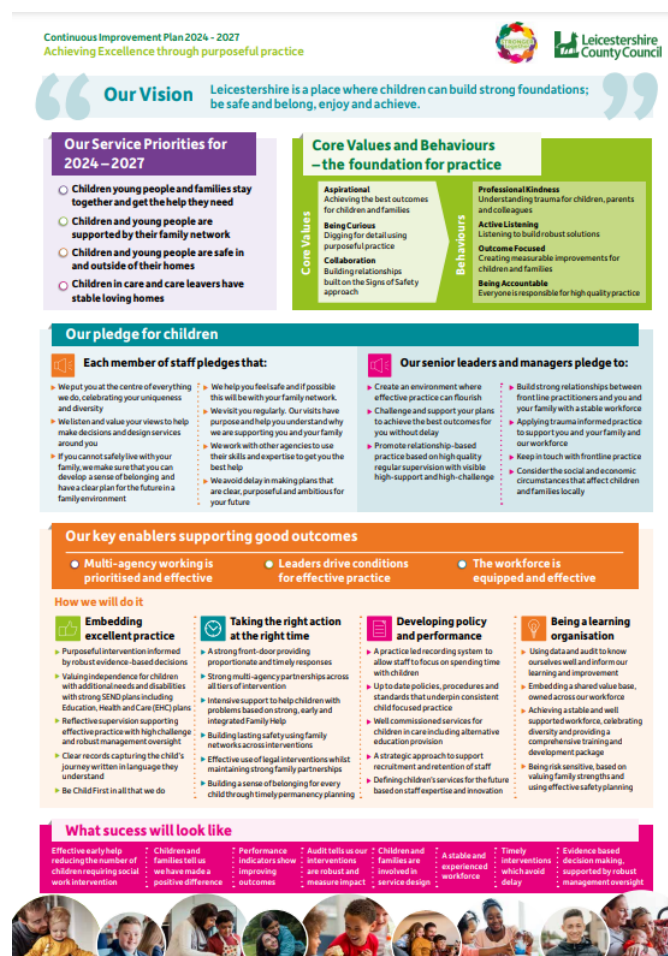 Continuous Improvement Plan 2024 - 2027
Achieving Excellence through purposeful practice
Leicestershire
County Council
Our Vision
Leicestershire is a place where children can build strong foundations;
be safe and belong, enjoy and achieve.
Our Service Priorities for
2024 – 2027
Children young people and families stay
together and get the help they need
Children and young people are
supported by their family network
Children and young people are safe in
and outside of their homes
Children in care and care leavers have
stable loving homes
Core Values and Behaviours
– the foundation for practice
Core Values
Aspirational
Achieving the best outcomes
for children and families
Being Curious
Digging for detail using
purposeful practice
Collaboration
Building relationships
built on the Signs of Safety
approach
Behaviours
Professional Kindness
Understanding trauma for children, parents
and colleagues
Active Listening
Listening to build robust solutions
Outcome Focused
Creating measurable improvements for
children and families
Being Accountable
Everyone is responsible for high quality practice
Our pledge for children
Each member of staff pledges that:
We put you at the centre of everything
we do, celebrating your uniqueness
and diversity
We listen and value your views to help
make decisions and design services
around you
If you cannot safely live with your
family, we make sure that you can
develop a sense of belonging and
have a clear plan for the future in a
family environment
We help you feel safe and if possible
this will be with your family network.
We visit you regularly. Our visits have
purpose and help you understand why
we are supporting you and your family
We work with other agencies to use
their skills and expertise to get you the
best help
We avoid delay in making plans that
are clear, purposeful and ambitious for
your future
Our senior leaders and managers pledge to:
Create an environment where
effective practice can flourish
Challenge and support your plans
to achieve the best outcomes for
you without delay
Promote relationship-based
practice based on high quality
regular supervision with visible
high-support and high-challenge
Build strong relationships between
front line practitioners and you and
your family with a stable workforce
Applying trauma informed practice
to support you and your family and
our workforce
Keep in touch with frontline practice
Consider the social and economic
circumstances that affect children
and families locally
Our key enablers supporting good outcomes
Multi-agency working is
prioritised and effective
Leaders drive conditions
for effective practice
The workforce is
equipped and effective
How we will do it
Embedding
excellent practice
Purposeful intervention informed
by robust evidence-based decisions
Valuing independence for children
with additional needs and disabilities
with strong SEND plans including
Education, Health and Care (EHC) plans
Reflective supervision supporting
effective practice with high challenge
and robust management oversight
Clear records capturing the child's
journey written in language they
understand
Be Child First in all that we do
Taking the right action
at the right time
A strong front-door providing
proportionate and timely responses
Strong multi-agency partnerships across
all tiers of intervention
Intensive support to help children with
problems based on strong, early and
integrated Family Help
Building lasting safety using family
networks across interventions
Effective use of legal interventions whilst
maintaining strong family partnerships
Building a sense of belonging for every
child through timely permanency planning
Developing policy
and performance
A practice led recording system to
allow staff to focus on spending time
with children
Up to date policies, procedures and
standards that underpin consistent
child focused practice
Well commissioned services for
children in care including alternative
education provision
A strategic approach to support
recruitment and retention of staff
Defining children's services for the future
based on staff expertise and innovation
Being a learning
organisation
Using data and audit to know
ourselves well and inform our
learning and improvement
Embedding a shared value base,
owned across our workforce
Achieving a stable and well
supported workforce, celebrating
diversity and providing a
comprehensive training and
development package
Being risk sensitive, based on
valuing family strengths and
using effective safety planning
What sucess will look like
Effective early help
reducing the number of
children requiring social
work intervention
Children and
families tell us
we have made a
positive difference
Performance
indicators show
improving
outcomes
Audit tells us our
interventions
are robust and
measure impact
Children and
families are
involved in
service design
A stable and
experienced
workforce
Timely
interventions
which avoid
delay
Evidence based
decision making,
supported by robust
management oversight